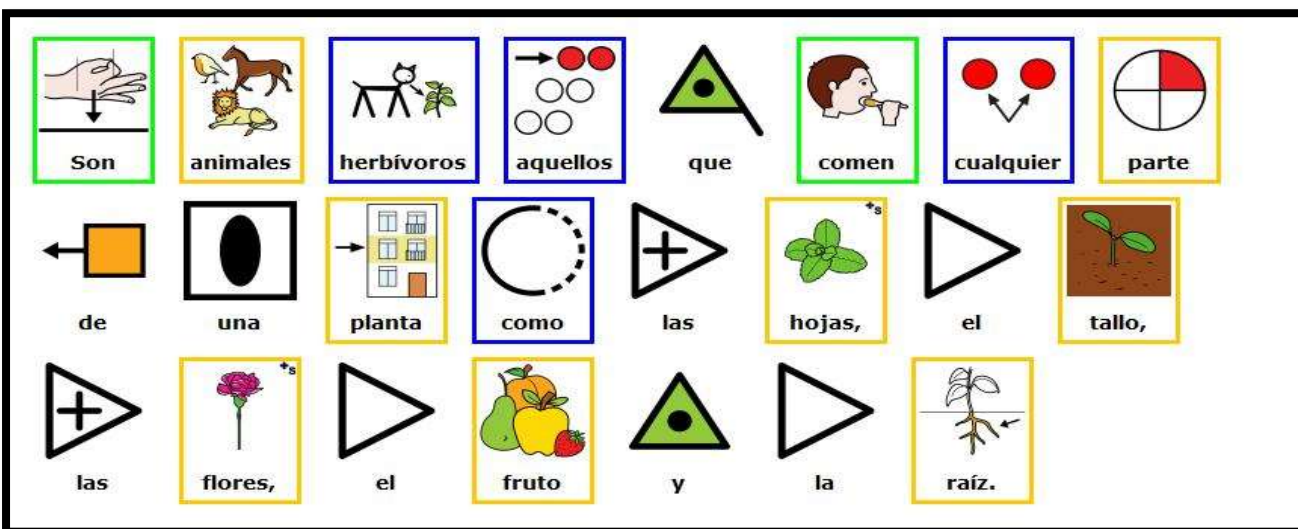 Son animales herbívoros aquellos que comen cualquier parte
de una planta como las hojas, el tallo,
las flores, el fruto y la raíz.